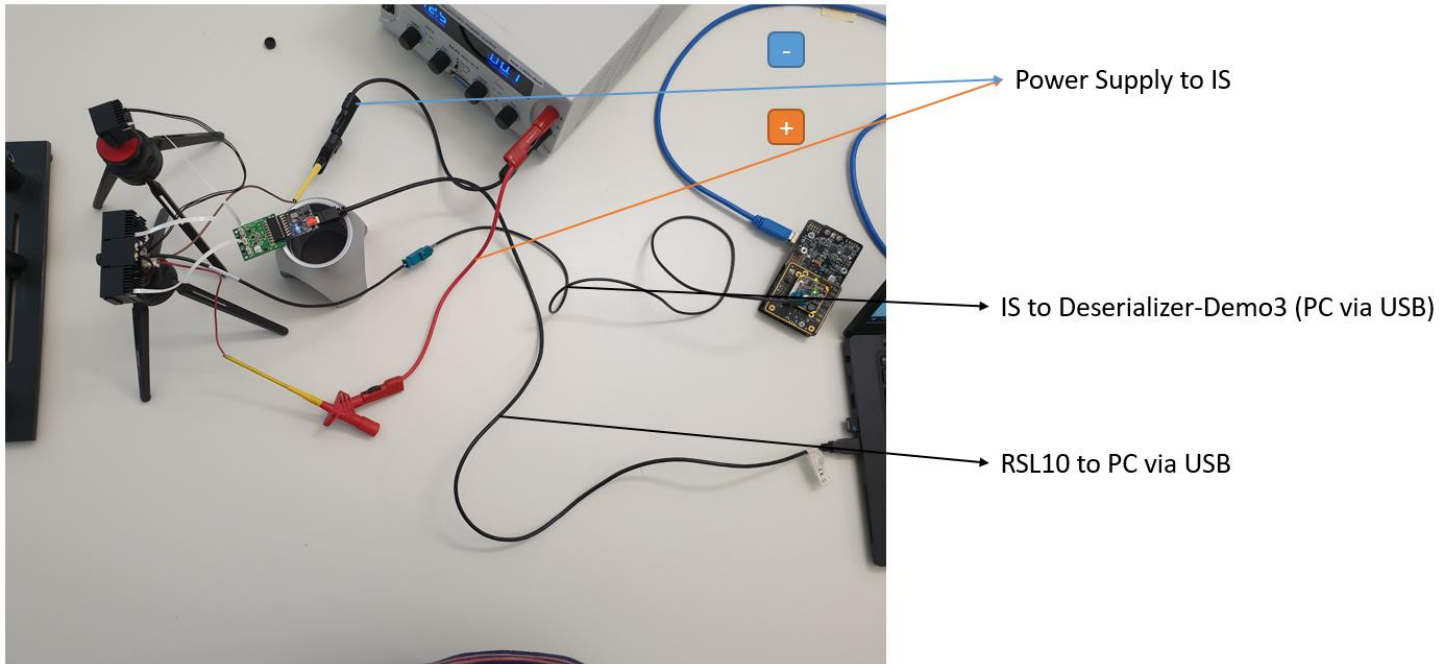 -
+
Power Supply to IS
IS to Deserializer-Demo3 (PC via USB)
RSL10 to PC via USB